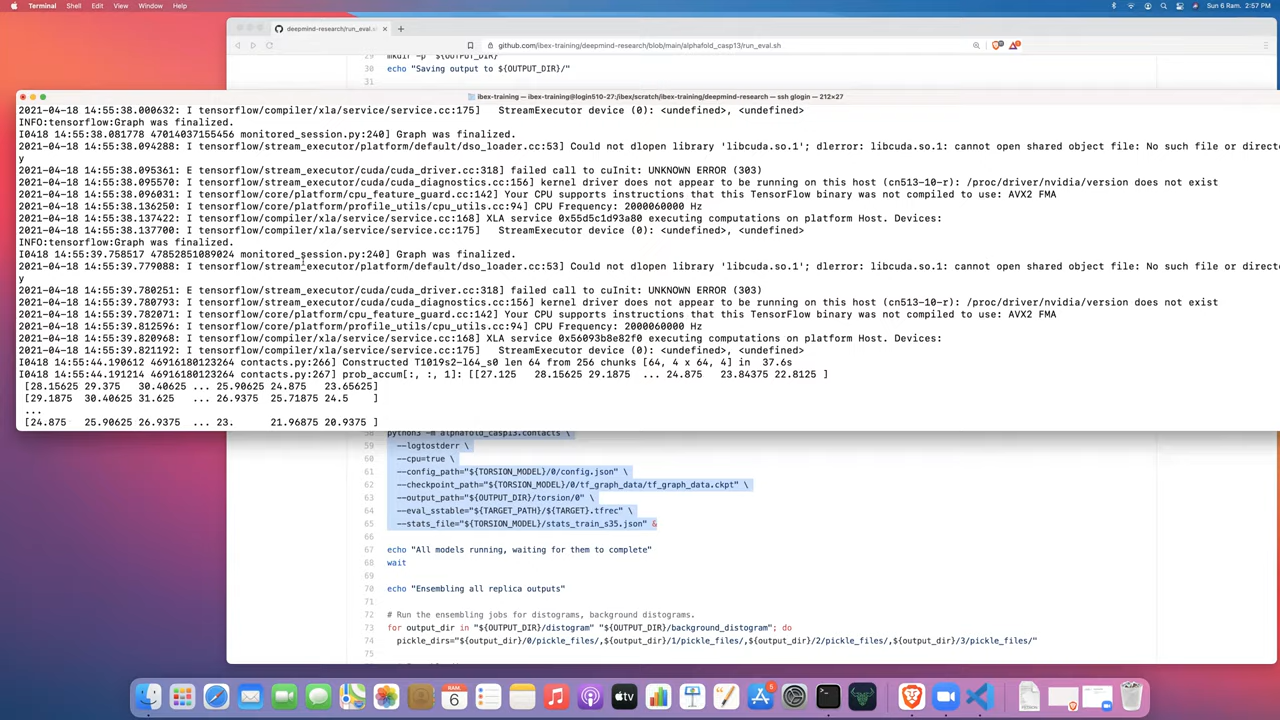 Terminal Shell Edit View Window Help
Sun 6 Ram. 2:57 PM
deepmind-research/run_eval.s
github.com/ibex-training/deepmind-research/blob/main/alphafold_casp13/run_eval.sh
29 mkdir -p "${OUTPUT_DIR}"
30 echo "Saving output to ${OUTPUT_DIR}/"
31
ibex-training — ibex-training@login510-27:/ibex/scratch/ibex-training/deepmind-research — ssh glogin — 212×27
2021-04-18 14:55:38.000632: I tensorflow/compiler/xla/service/service.cc:175]   StreamExecutor device (0): <undefined>, <undefined>
INFO:tensorflow:Graph was finalized.
I0418 14:55:38.081778 47014037155456 monitored_session.py:240] Graph was finalized.
2021-04-18 14:55:38.094288: I tensorflow/stream_executor/platform/default/dso_loader.cc:53] Could not dlopen library 'libcuda.so.1'; dlerror: libcuda.so.1: cannot open shared object file: No such file or directo
y
2021-04-18 14:55:38.095361: E tensorflow/stream_executor/cuda/cuda_driver.cc:318] failed call to cuInit: UNKNOWN ERROR (303)
2021-04-18 14:55:38.095570: I tensorflow/stream_executor/cuda/cuda_diagnostics.cc:156] kernel driver does not appear to be running on this host (cn513-10-r): /proc/driver/nvidia/version does not exist
2021-04-18 14:55:38.096031: I tensorflow/core/platform/cpu_feature_guard.cc:142] Your CPU supports instructions that this TensorFlow binary was not compiled to use: AVX2 FMA
2021-04-18 14:55:38.136250: I tensorflow/core/platform/profile_utils/cpu_utils.cc:94] CPU Frequency: 2000060000 Hz
2021-04-18 14:55:38.137422: I tensorflow/compiler/xla/service/service.cc:168] XLA service 0x55d5c1d93a80 executing computations on platform Host. Devices:
2021-04-18 14:55:38.137700: I tensorflow/compiler/xla/service/service.cc:175]   StreamExecutor device (0): <undefined>, <undefined>
INFO:tensorflow:Graph was finalized.
I0418 14:55:39.758517 47852851089024 monitored_session.py:240] Graph was finalized.
2021-04-18 14:55:39.779088: I tensorflow/stream_executor/platform/default/dso_loader.cc:53] Could not dlopen library 'libcuda.so.1'; dlerror: libcuda.so.1: cannot open shared object file: No such file or directo
y
2021-04-18 14:55:39.780251: E tensorflow/stream_executor/cuda/cuda_driver.cc:318] failed call to cuInit: UNKNOWN ERROR (303)
2021-04-18 14:55:39.780793: I tensorflow/stream_executor/cuda/cuda_diagnostics.cc:156] kernel driver does not appear to be running on this host (cn513-10-r): /proc/driver/nvidia/version does not exist
2021-04-18 14:55:39.782071: I tensorflow/core/platform/cpu_feature_guard.cc:142] Your CPU supports instructions that this TensorFlow binary was not compiled to use: AVX2 FMA
2021-04-18 14:55:39.812596: I tensorflow/core/platform/profile_utils/cpu_utils.cc:94] CPU Frequency: 2000060000 Hz
2021-04-18 14:55:39.820968: I tensorflow/compiler/xla/service/service.cc:168] XLA service 0x56093b8e82f0 executing computations on platform Host. Devices:
2021-04-18 14:55:39.821192: I tensorflow/compiler/xla/service/service.cc:175]   StreamExecutor device (0): <undefined>, <undefined>
I0418 14:55:44.190612 46916180123264 contacts.py:266] Constructed T1019s2-l64_s0 len 64 from 256 chunks [64, 4 x 64, 4] in  37.6s
I0418 14:55:44.191214 46916180123264 contacts.py:267] prob_accum[:, :, 1]: [[27.125   28.15625 29.1875  ... 24.875   23.84375 22.8125 ]
[28.15625 29.375   30.40625 ... 25.90625 24.875   23.65625]
[29.1875  30.40625 31.625   ... 26.9375  25.71875 24.5    ]
...
[24.875   25.90625 26.9375  ... 23.      21.96875 20.9375 ]
58 python3 -m alphafold_casp13.contacts \
59 --logtostderr \
60 --cpu=true \
61 --config_path="${TORSION_MODEL}/0/config.json" \
62 --checkpoint_path="${TORSION_MODEL}/0/tf_graph_data/tf_graph_data.ckpt" \
63 --output_path="${OUTPUT_DIR}/torsion/0" \
64 --eval_sstable="${TARGET_PATH}/${TARGET}.tfrec" \
65 --stats_file="${TORSION_MODEL}/stats_train_s35.json" &
66
67 echo "All models running, waiting for them to complete"
68 wait
69
70 echo "Ensembling all replica outputs"
71
72 # Run the ensembling jobs for distograms, background distograms.
73 for output_dir in "${OUTPUT_DIR}/distogram" "${OUTPUT_DIR}/background_distogram"; do
74 pickle_dirs="${output_dir}/0/pickle_files/,${output_dir}/1/pickle_files/,${output_dir}/2/pickle_files/,${output_dir}/3/pickle_files/"
75
RAM.
6
tv
5